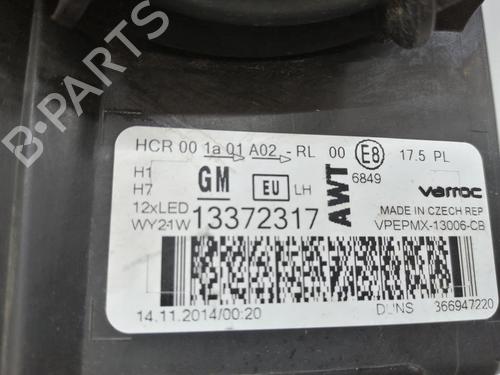 B-PARTS
HCR 00 1a 01 A02 -RL 00 E8 17.5 PL
H1
H7
GM EU LH AWT 6849 varroc
12xLED
WY21W 13372317
MADE IN CZECH REP
VPEPMX-13006-CB
14.11.2014/00:20 DUNS 366947220